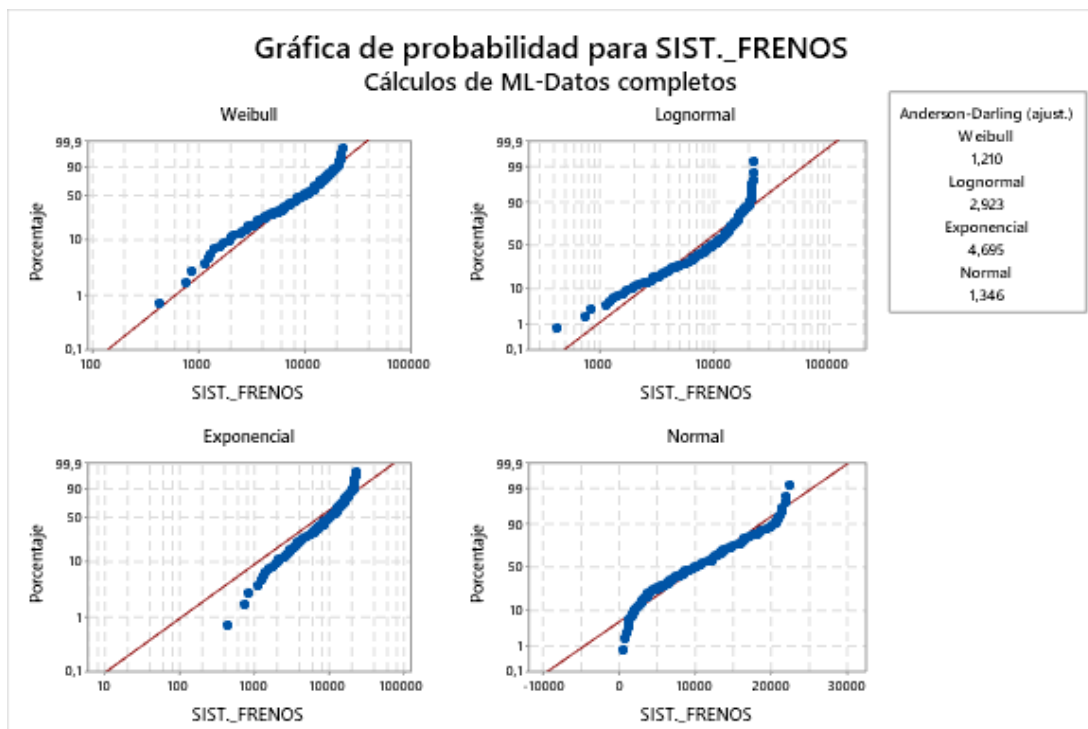 Gráfica de probabilidad para SIST._FRENOS
Cálculos de ML-Datos completos
Weibull
99,9
90
50
10
1
0,1
Porcentaje
100 1000 10000 100000
SIST._FRENOS
Lognormal
99,9
99
90
50
10
1
0,1
Porcentaje
1000 10000 100000
SIST._FRENOS
Anderson-Darling (ajust.)
Weibull
1,210
Lognormal
2,923
Exponencial
4,695
Normal
1,346
Exponencial
99,9
90
50
10
1
0,1
Porcentaje
10 100 1000 10000 100000
SIST._FRENOS
Normal
99,9
99
90
50
10
1
0,1
Porcentaje
-10000 0 10000 20000 30000
SIST._FRENOS